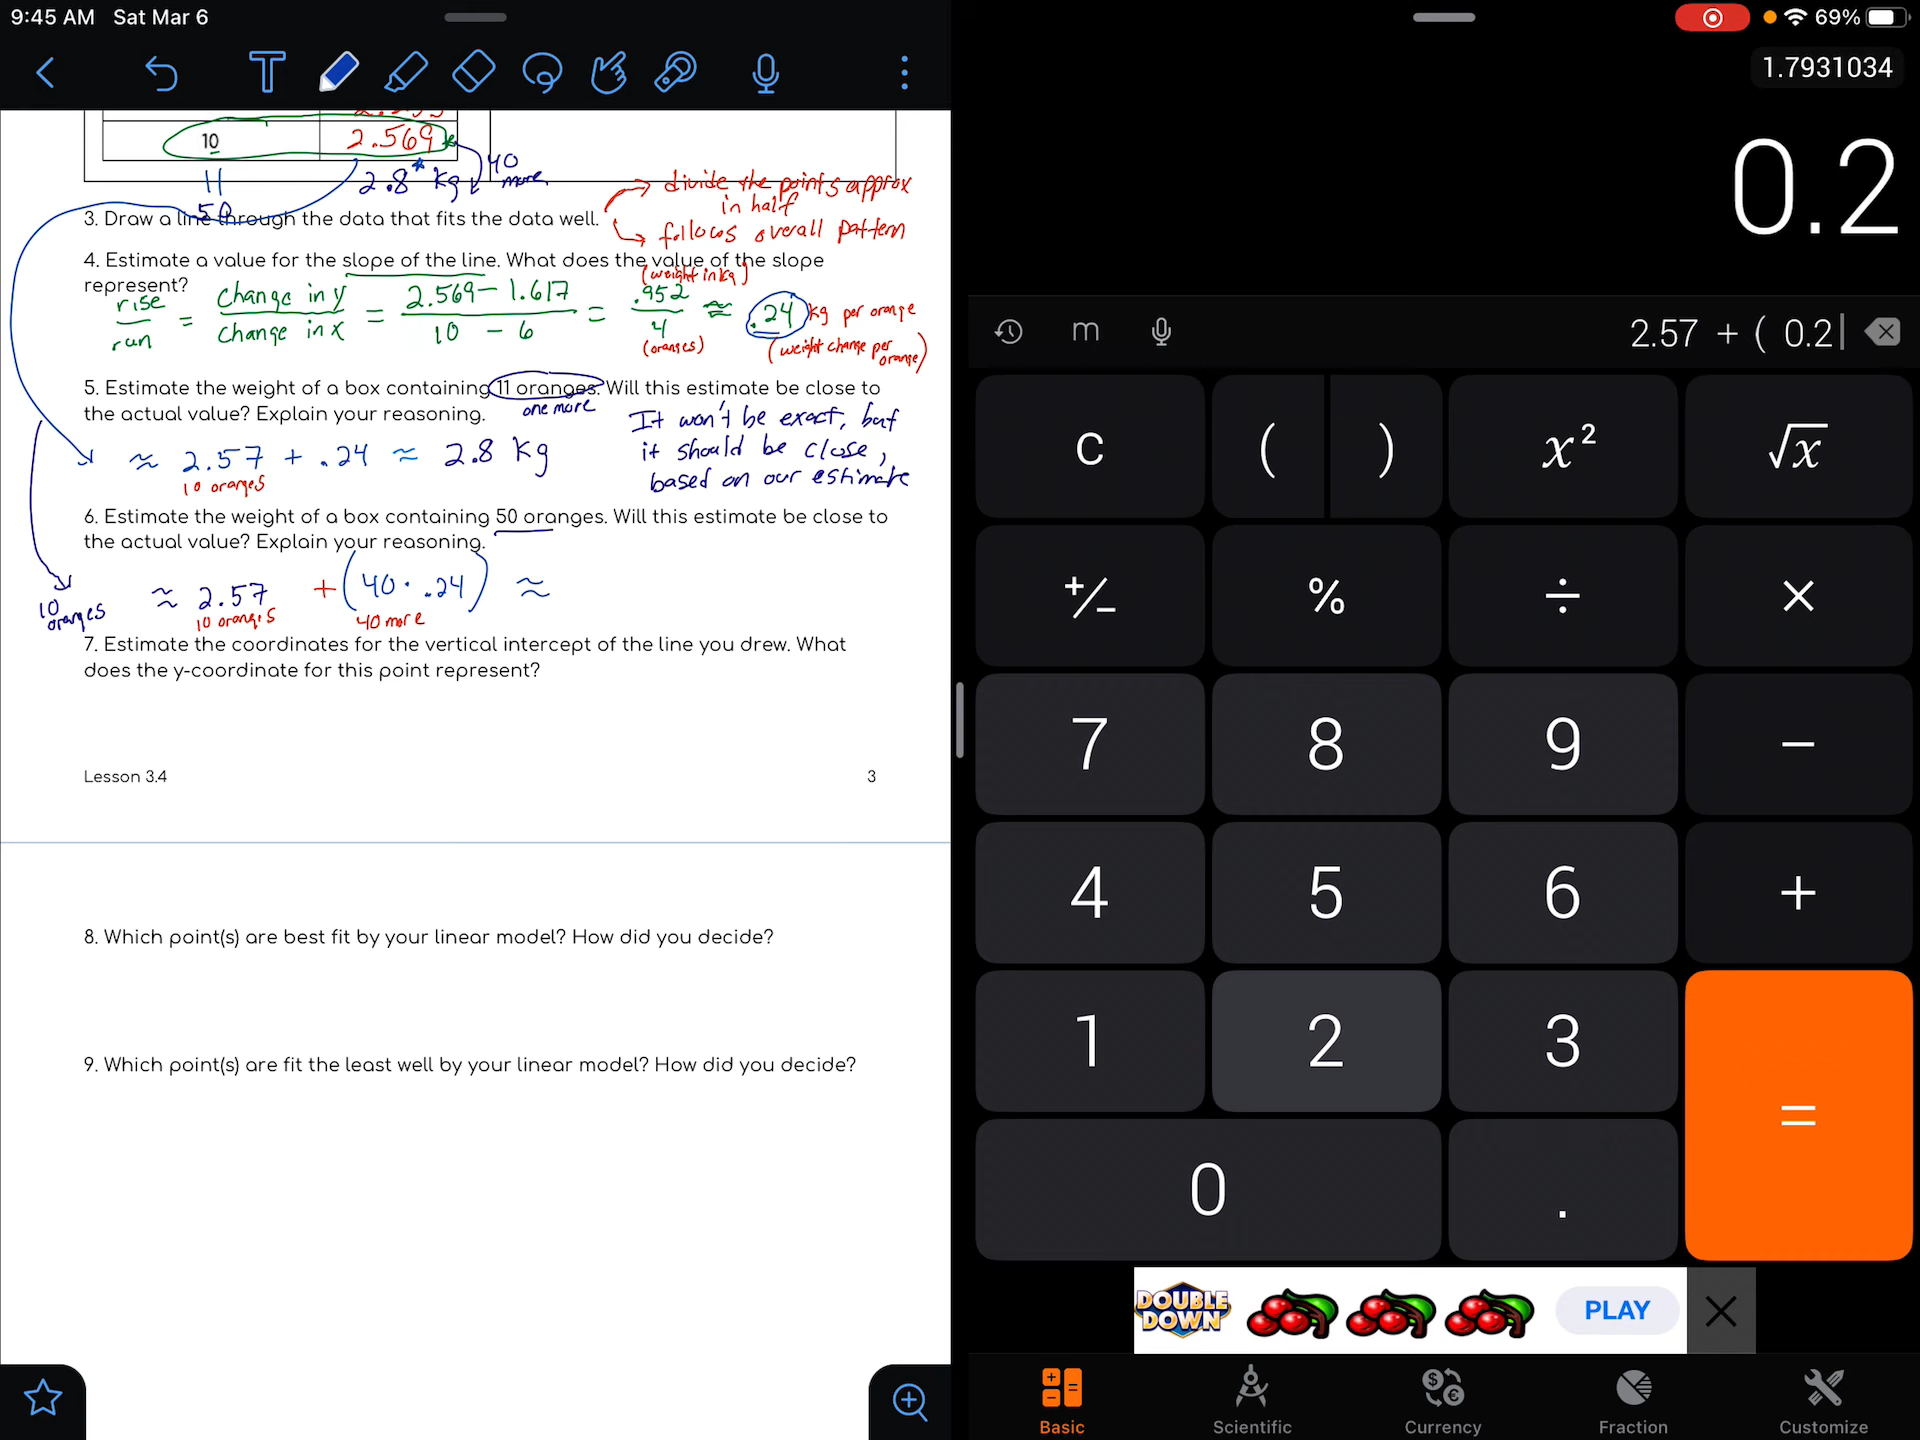 9:45 AM Sat Mar 6
69%
10 2.569
11 2.8 kg 40 more
50
3. Draw a line through the data that fits the data well.
divide the points approx in half
follows overall pattern
4. Estimate a value for the slope of the line. What does the value of the slope
represent?
(weight in kg)
rise/run = change in y/change in x = 2.569 - 1.617/10 - 6 = .952/4 ≈ .24 kg per orange
(oranges) (weight change per orange)
5. Estimate the weight of a box containing 11 oranges. Will this estimate be close to
the actual value? Explain your reasoning.
one more
It won't be exact, but
it should be close,
based on our estimate
≈ 2.57 + .24 ≈ 2.8 kg
10 oranges
6. Estimate the weight of a box containing 50 oranges. Will this estimate be close to
the actual value? Explain your reasoning.
10 oranges
≈ 2.57 + (40 · .24) ≈
10 oranges 40 more
7. Estimate the coordinates for the vertical intercept of the line you drew. What
does the y-coordinate for this point represent?
Lesson 3.4 3
8. Which point(s) are best fit by your linear model? How did you decide?
9. Which point(s) are fit the least well by your linear model? How did you decide?
1.7931034
0.2
m 2.57 + ( 0.2
C ( ) x² √x
+/− % ÷ ×
7 8 9 −
4 5 6 +
1 2 3 =
0 .
DOUBLE DOWN PLAY
Basic Scientific Currency Fraction Customize